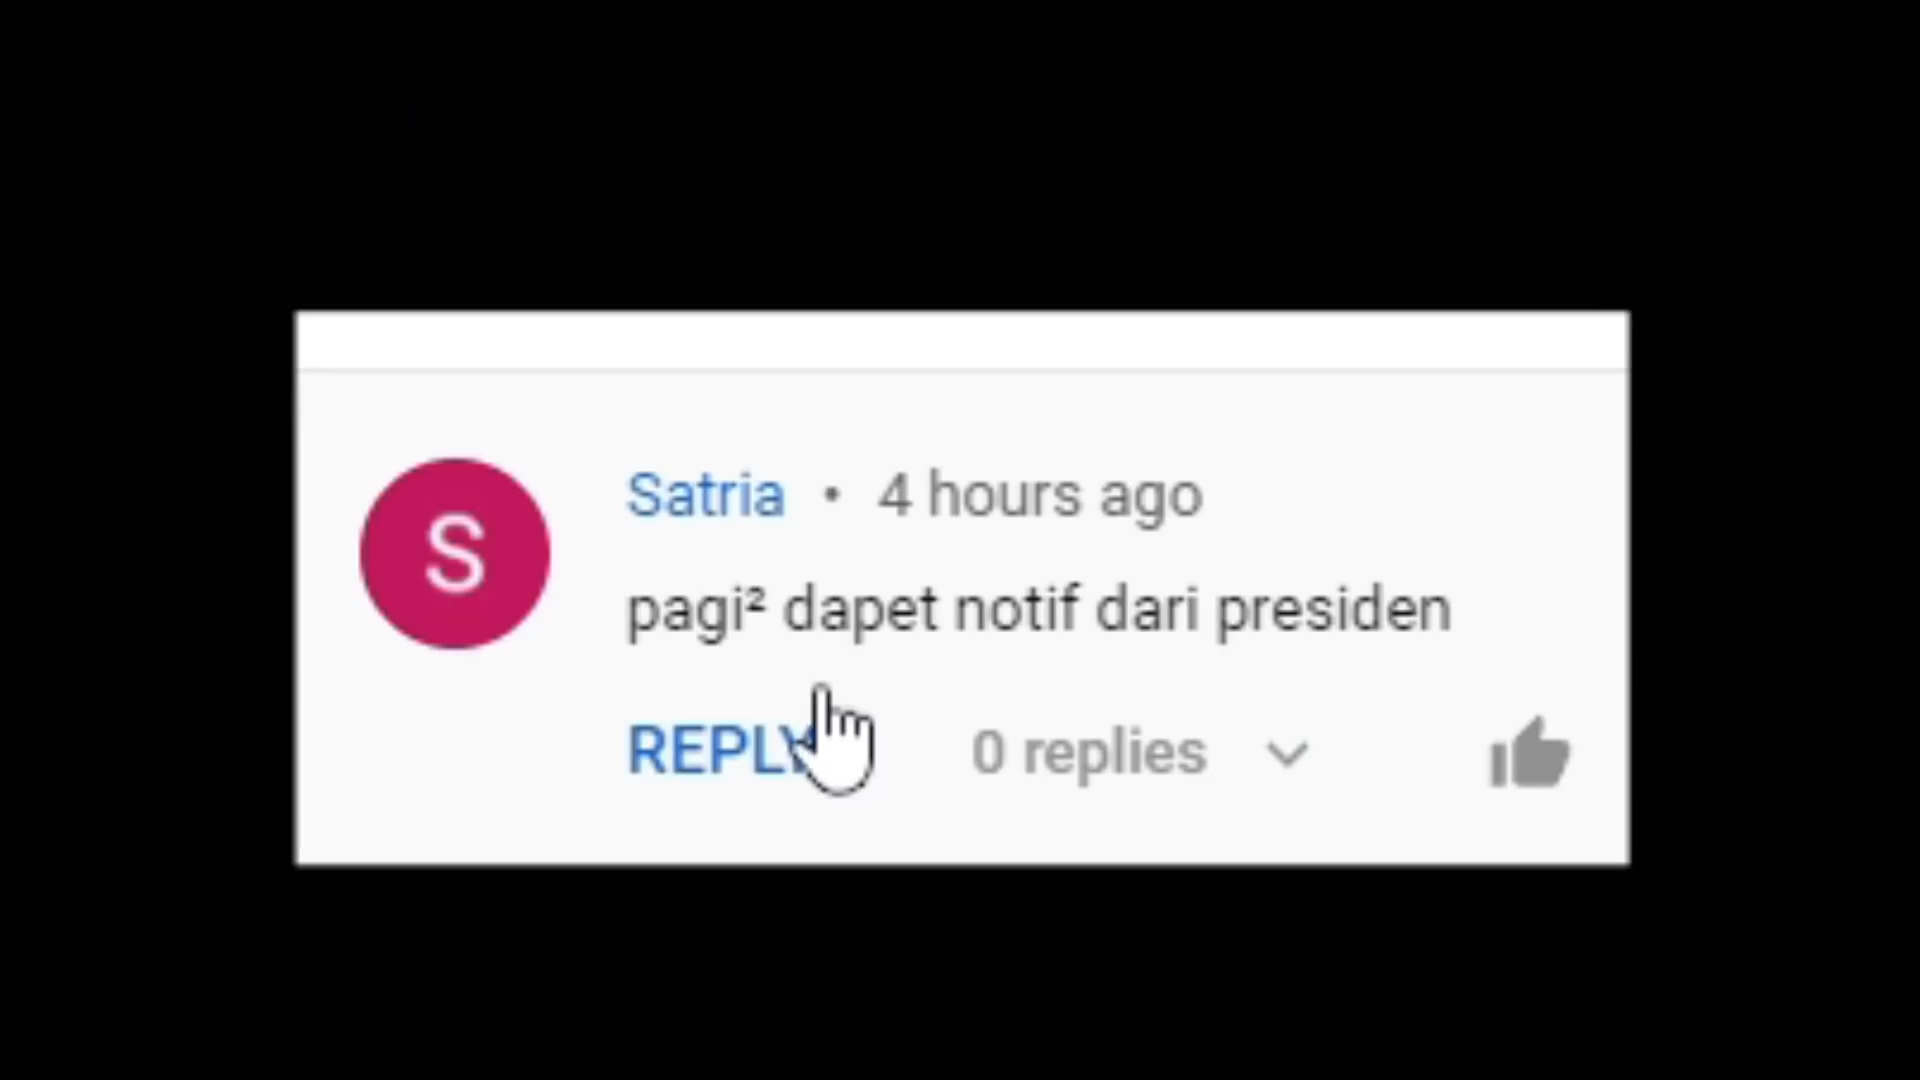 S
Satria • 4 hours ago
pagi² dapet notif dari presiden
REPLY 0 replies